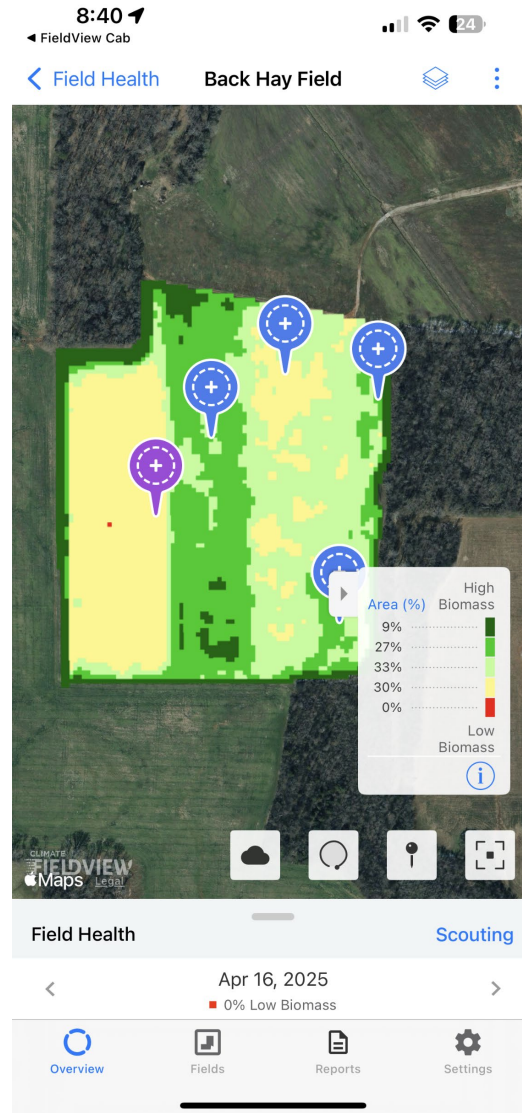 8:40
◄ FieldView Cab
24
Field Health
Back Hay Field
High
Area (%) Biomass
9%
27%
33%
30%
0%
Low
Biomass
i
CLIMATE
FIELDVIEW
Maps Legal
Field Health
Scouting
Apr 16, 2025
0% Low Biomass
Overview
Fields
Reports
Settings